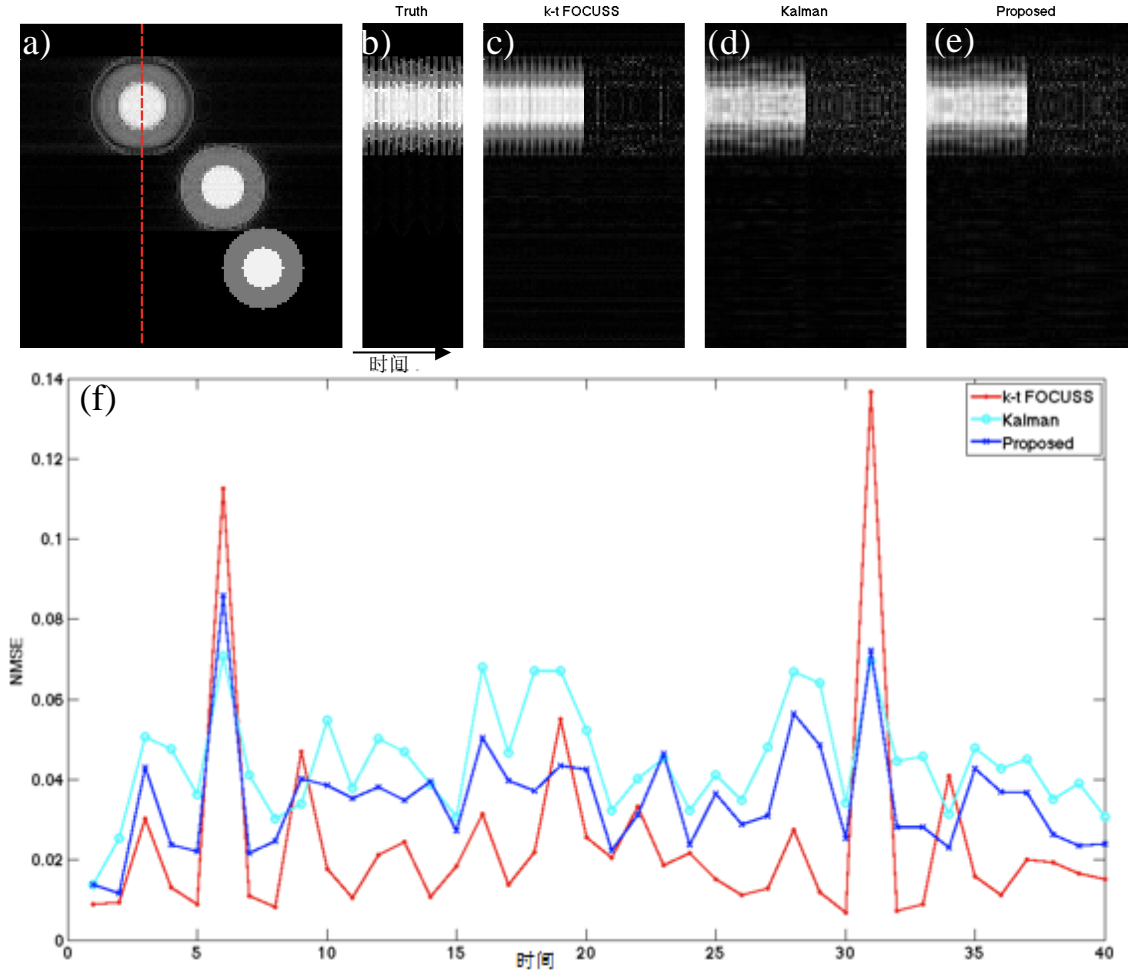 Truth
k-t FOCUSS
Kalman
Proposed
a)
b)
c)
(d)
(e)
时间
(f)
k-t FOCUSS
Kalman
Proposed
NMSE
0.14
0.12
0.1
0.08
0.06
0.04
0.02
0
0 5 10 15 20 25 30 35 40
时间